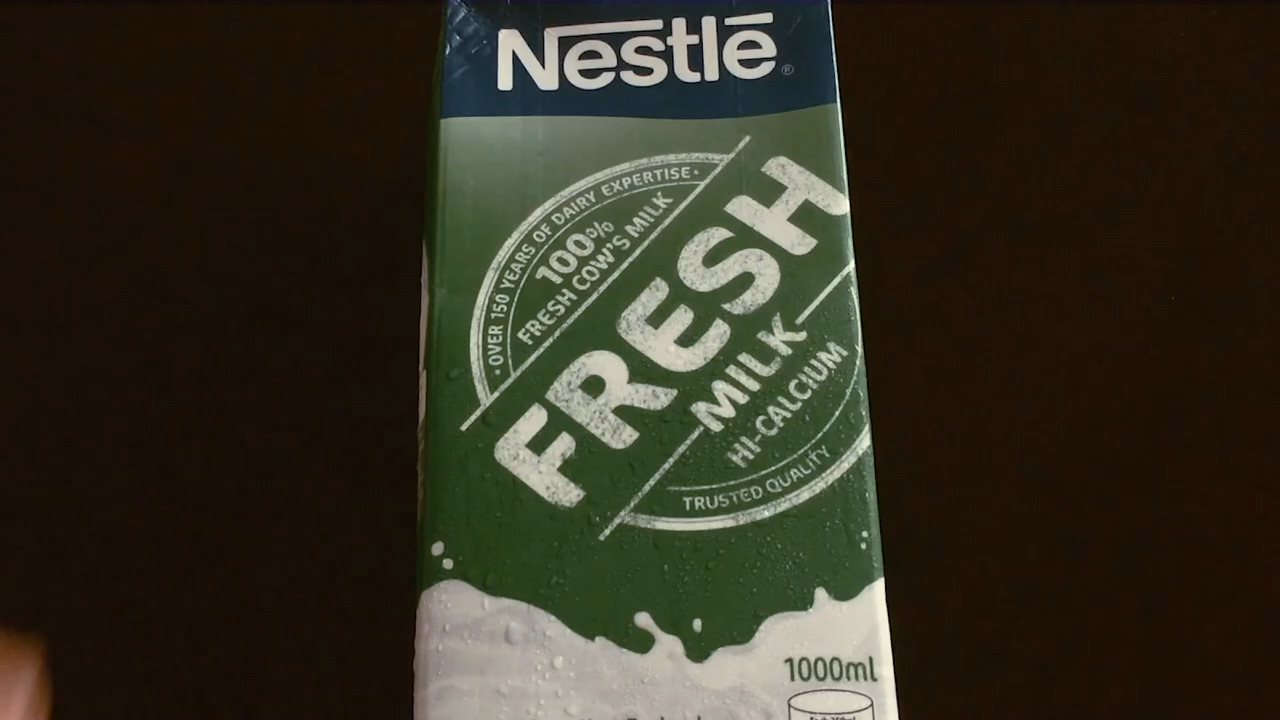 Nestlé
®
• OVER 150 YEARS OF DAIRY EXPERTISE •
100%
FRESH COW'S MILK
FRESH
MILK
HI-CALCIUM
TRUSTED QUALITY
1000ml